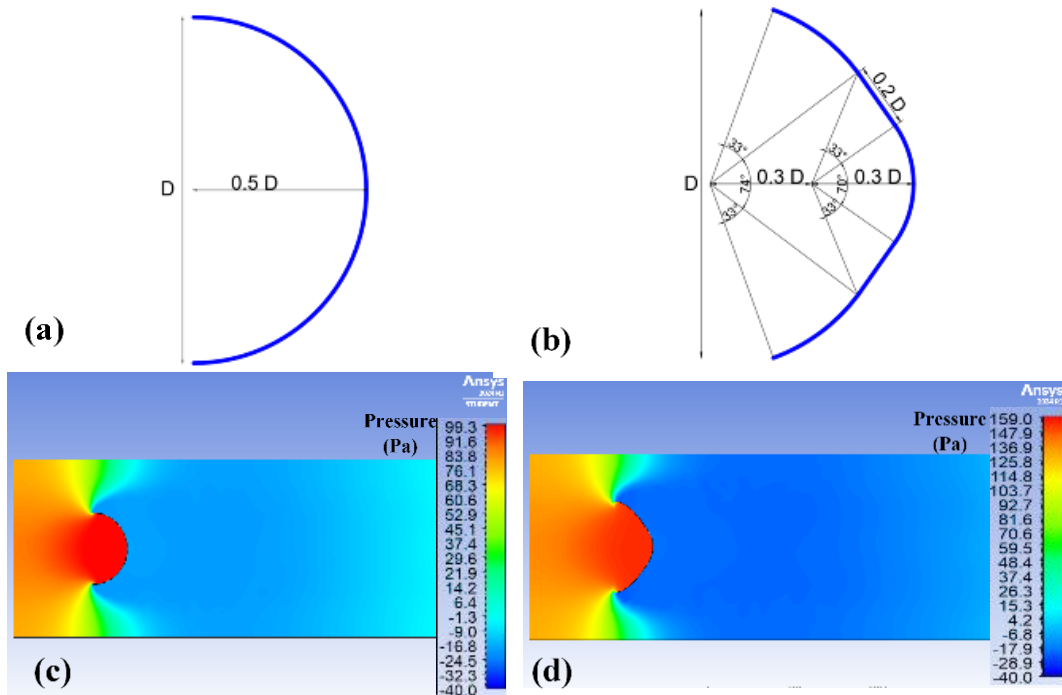 D
0.5 D
(a)
D
33°
74°
33°
0.3 D
33°
70°
33°
0.3 D
0.2 D
(b)
Ansys
2024 R1
STUDENT
Pressure
(Pa)
99.3
91.6
83.8
76.1
68.3
60.6
52.9
45.1
37.4
29.6
21.9
14.2
6.4
-1.3
-9.0
-16.8
-24.5
-32.3
-40.0
(c)
Ansys
2024 R1
Pressure
(Pa)
159.0
147.9
136.9
125.8
114.8
103.7
92.7
81.6
70.6
59.5
48.4
37.4
26.3
15.3
4.2
-6.8
-17.9
-28.9
-40.0
(d)